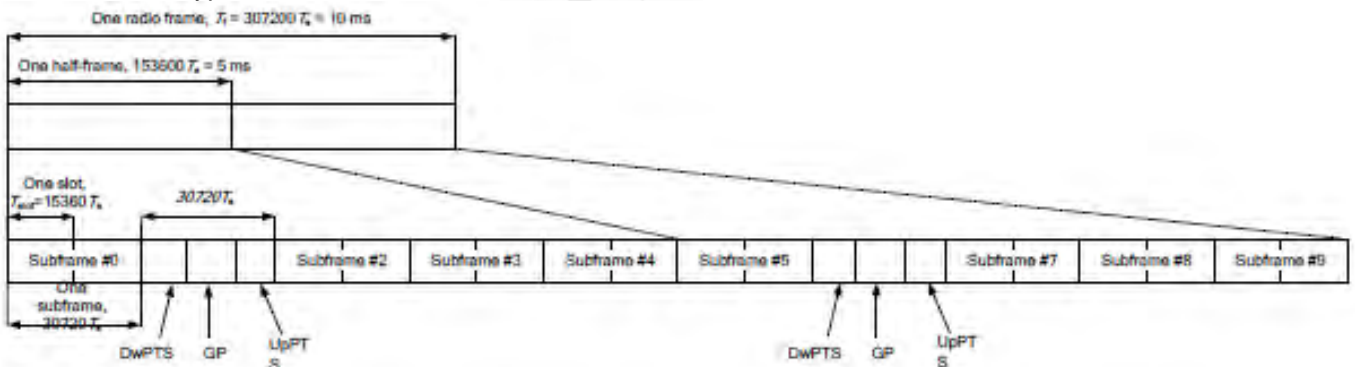 One radio frame, Tf = 307200 Ts = 10 ms
One half-frame, 153600 Ts = 5 ms
One slot,
Tslot=15360 Ts
30720Ts
Subframe #0
Subframe #2
Subframe #3
Subframe #4
Subframe #5
Subframe #7
Subframe #8
Subframe #9
One
subframe,
30720 Ts
DwPTS
GP
UpPT
S
DwPTS
GP
UpPT
S